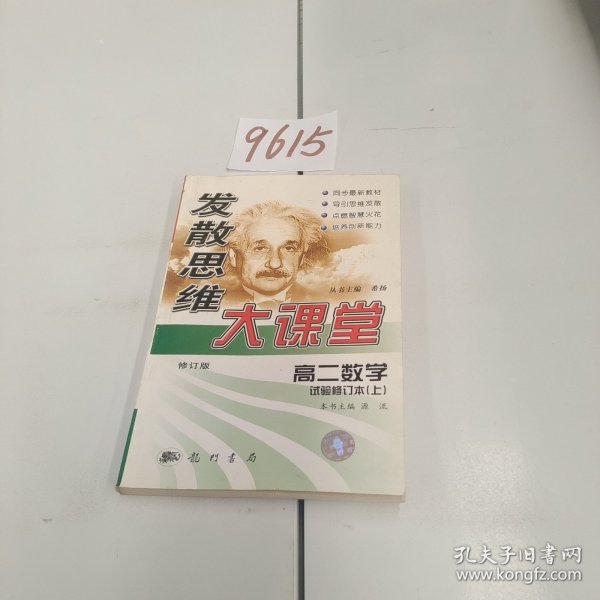 9615
发散思维
大课堂
同步最新教材
导引思维发散
点燃智慧火花
培养创新能力
丛书主编 希扬
修订版
高二数学
试验修订本(上)
本书主编 源流
龍門書局
孔夫子旧书网
www.kongfz.com